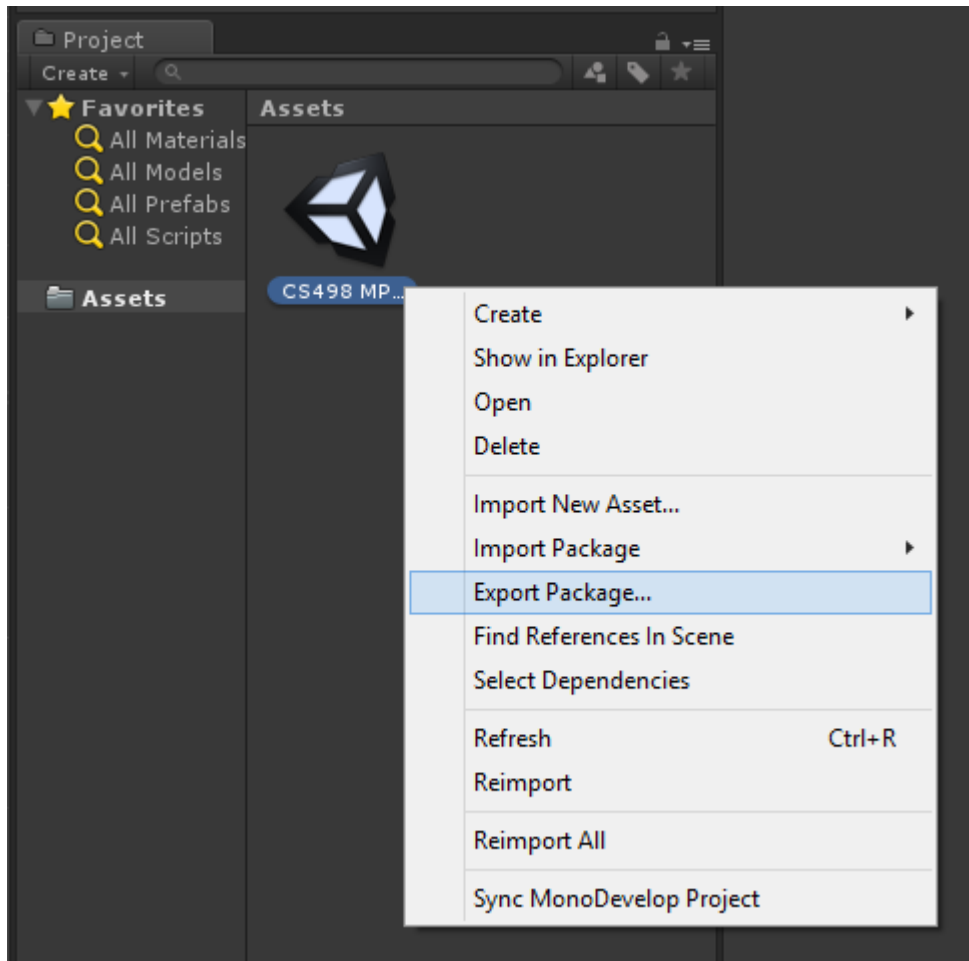 Project
Create
Favorites
All Materials
All Models
All Prefabs
All Scripts
Assets
Assets
CS498 MP...
Create
Show in Explorer
Open
Delete
Import New Asset...
Import Package
Export Package...
Find References In Scene
Select Dependencies
Refresh Ctrl+R
Reimport
Reimport All
Sync MonoDevelop Project